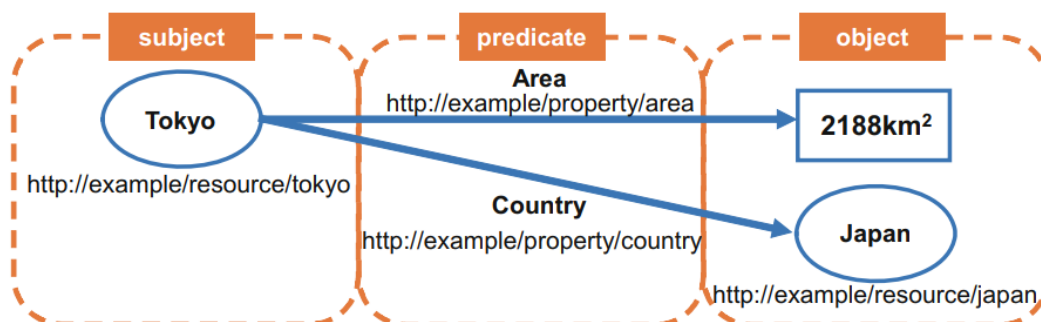 subject
predicate
object
Area
http://example/property/area
Tokyo
2188km²
http://example/resource/tokyo
Country
http://example/property/country
Japan
http://example/resource/japan